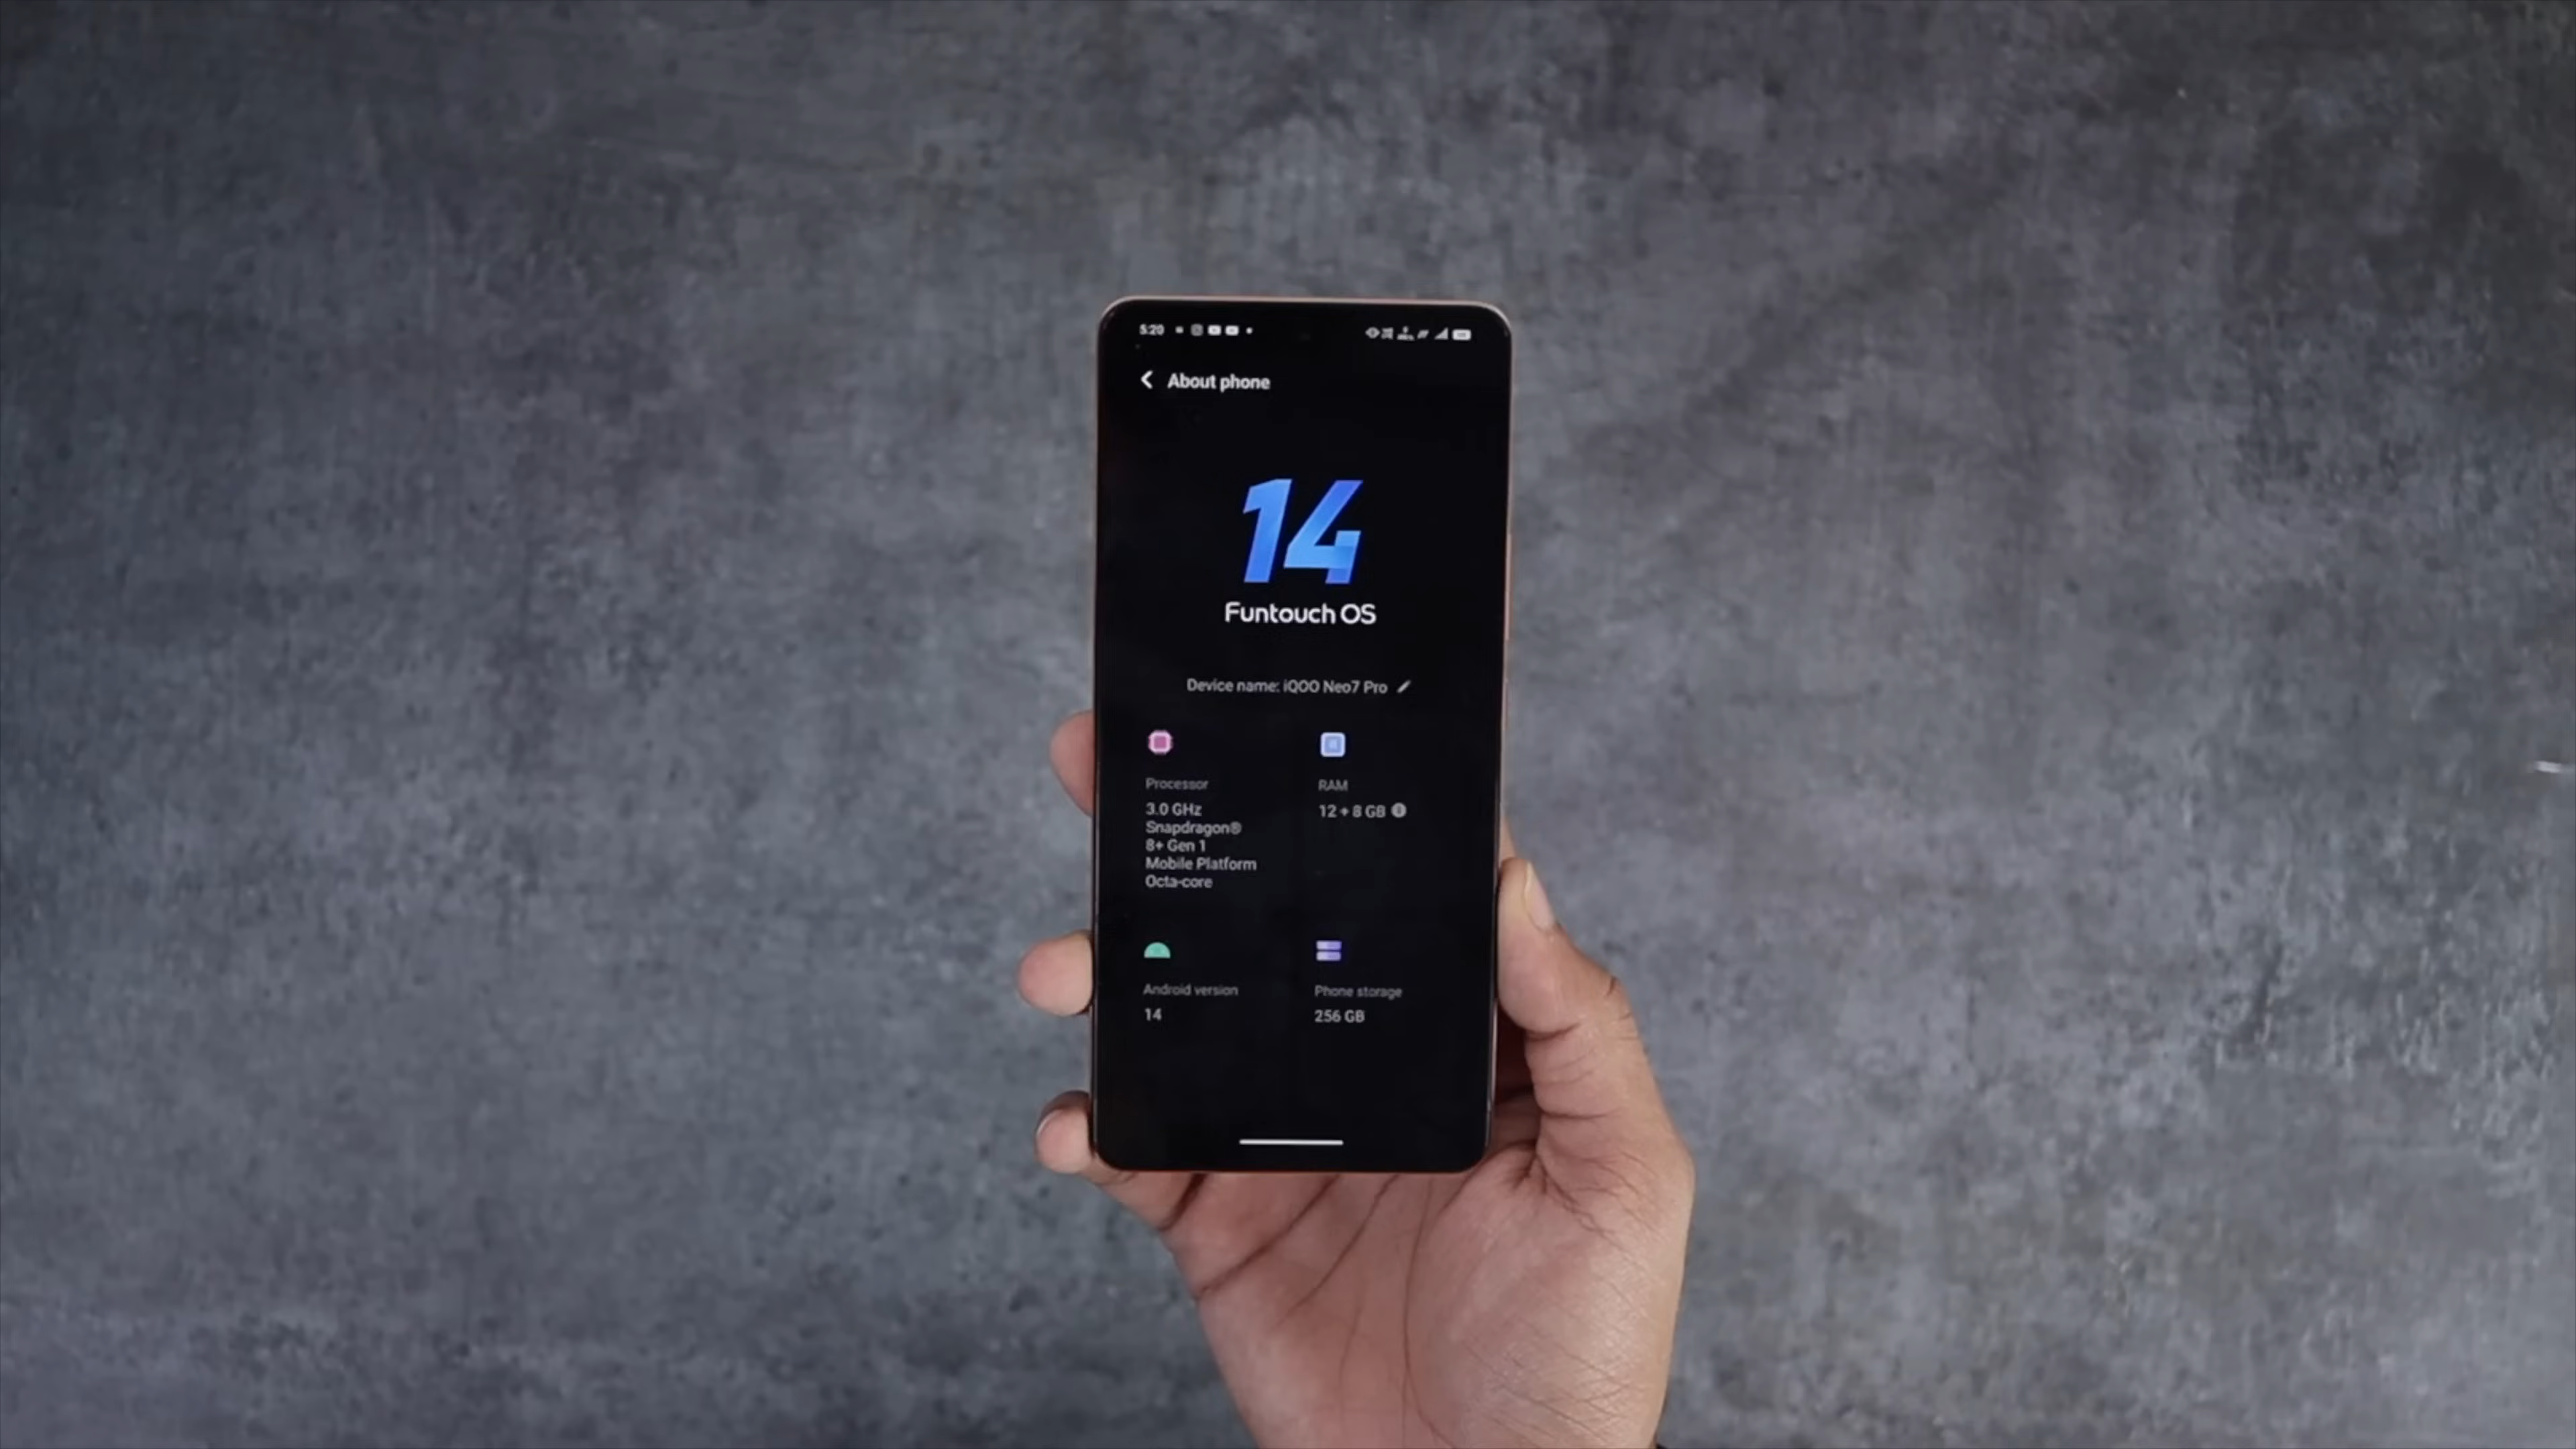 5:20
About phone
14
Funtouch OS
Device name: iQOO Neo7 Pro
Processor
3.0 GHz
Snapdragon®
8+ Gen 1
Mobile Platform
Octa-core
RAM
12 + 8 GB
Android version
14
Phone storage
256 GB